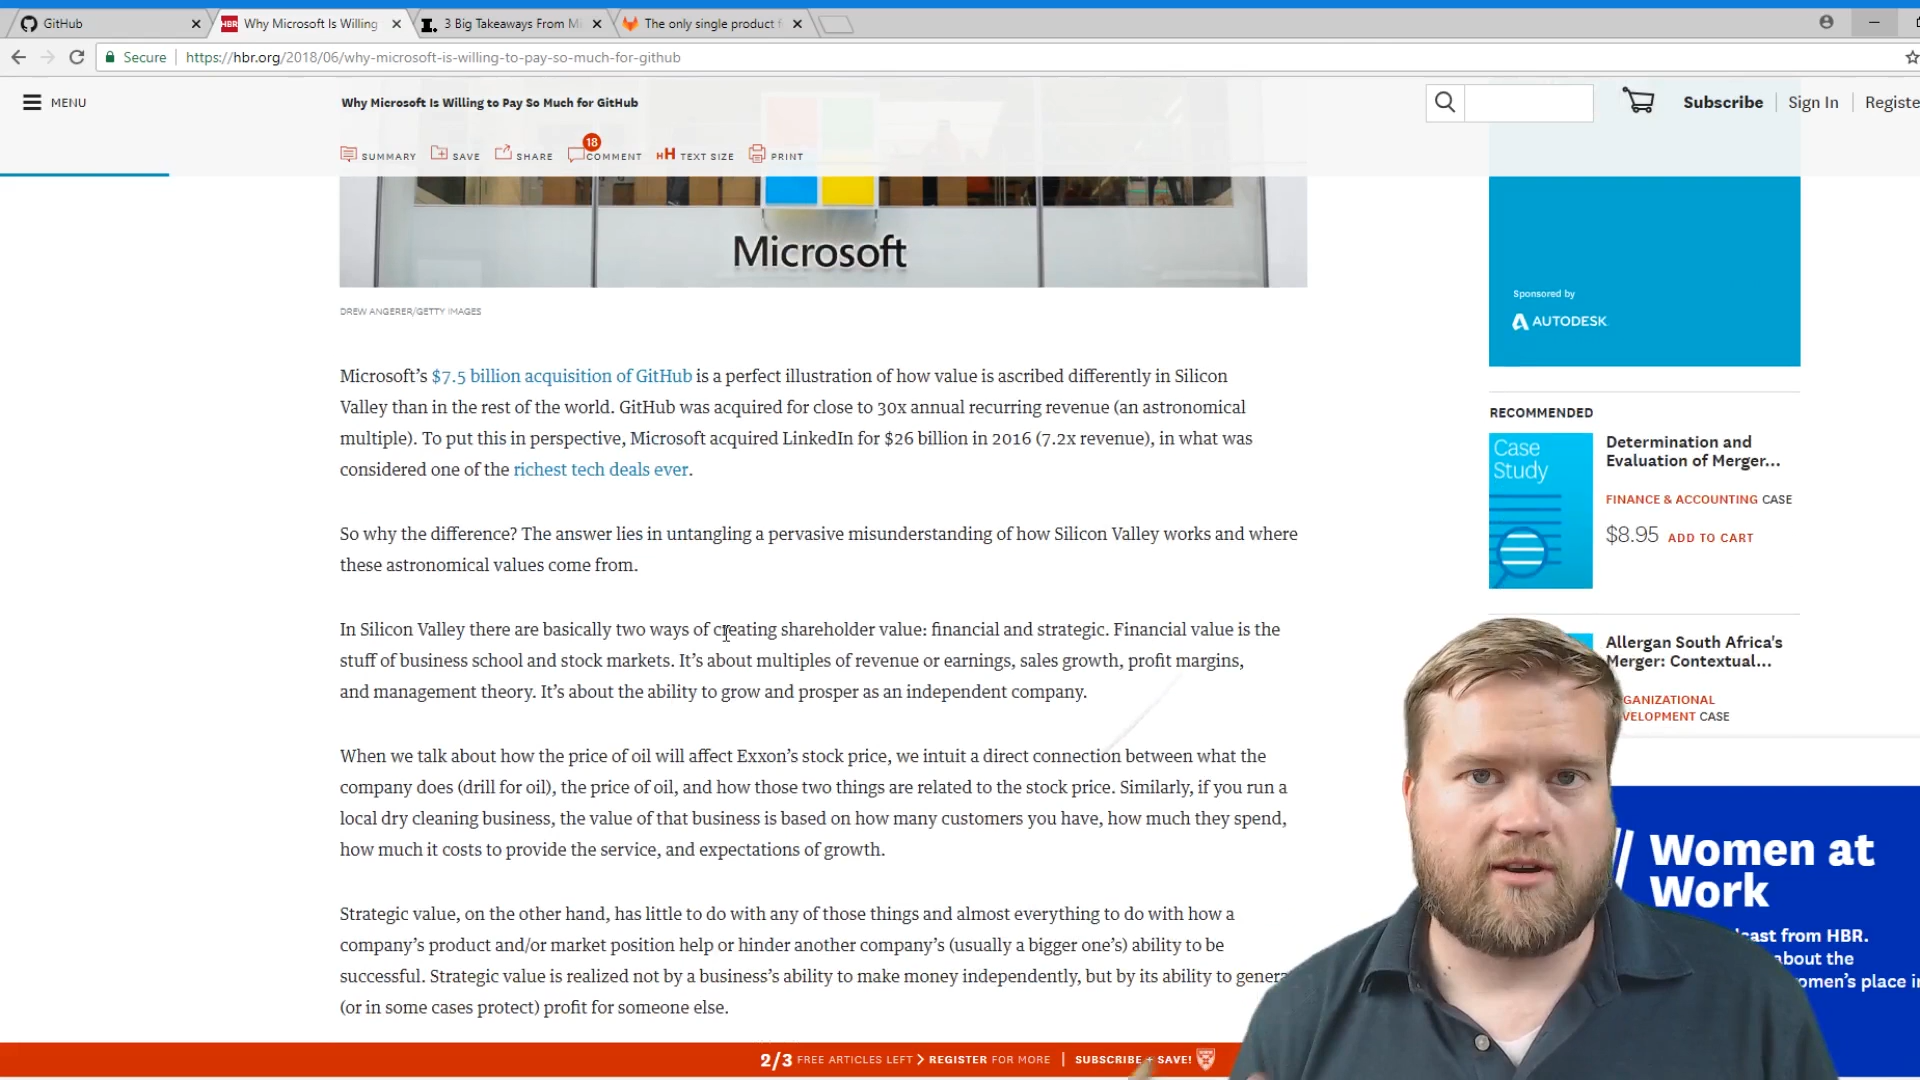 GitHub
Why Microsoft Is Willing
3 Big Takeaways From Mi
The only single product f
Secure
https://hbr.org/2018/06/why-microsoft-is-willing-to-pay-so-much-for-github
MENU
Why Microsoft Is Willing to Pay So Much for GitHub
Subscribe
Sign In
Registe
SUMMARY
SAVE
SHARE
18
COMMENT
TEXT SIZE
PRINT
Microsoft
DREW ANGERER/GETTY IMAGES
Sponsored by
AUTODESK
Microsoft's $7.5 billion acquisition of GitHub is a perfect illustration of how value is ascribed differently in Silicon
Valley than in the rest of the world. GitHub was acquired for close to 30x annual recurring revenue (an astronomical
multiple). To put this in perspective, Microsoft acquired LinkedIn for $26 billion in 2016 (7.2x revenue), in what was
considered one of the richest tech deals ever.
So why the difference? The answer lies in untangling a pervasive misunderstanding of how Silicon Valley works and where
these astronomical values come from.
In Silicon Valley there are basically two ways of creating shareholder value: financial and strategic. Financial value is the
stuff of business school and stock markets. It's about multiples of revenue or earnings, sales growth, profit margins,
and management theory. It's about the ability to grow and prosper as an independent company.
When we talk about how the price of oil will affect Exxon's stock price, we intuit a direct connection between what the
company does (drill for oil), the price of oil, and how those two things are related to the stock price. Similarly, if you run a
local dry cleaning business, the value of that business is based on how many customers you have, how much they spend,
how much it costs to provide the service, and expectations of growth.
Strategic value, on the other hand, has little to do with any of those things and almost everything to do with how a
company's product and/or market position help or hinder another company's (usually a bigger one's) ability to be
successful. Strategic value is realized not by a business's ability to make money independently, but by its ability to genera
(or in some cases protect) profit for someone else.
RECOMMENDED
Case
Study
Determination and
Evaluation of Merger...
FINANCE & ACCOUNTING CASE
$8.95 ADD TO CART
Allergan South Africa's
Merger: Contextual...
GANIZATIONAL
VELOPMENT CASE
Women at
Work
cast from HBR.
about the
omen's place in
2/3 FREE ARTICLES LEFT > REGISTER FOR MORE | SUBSCRIBE + SAVE!